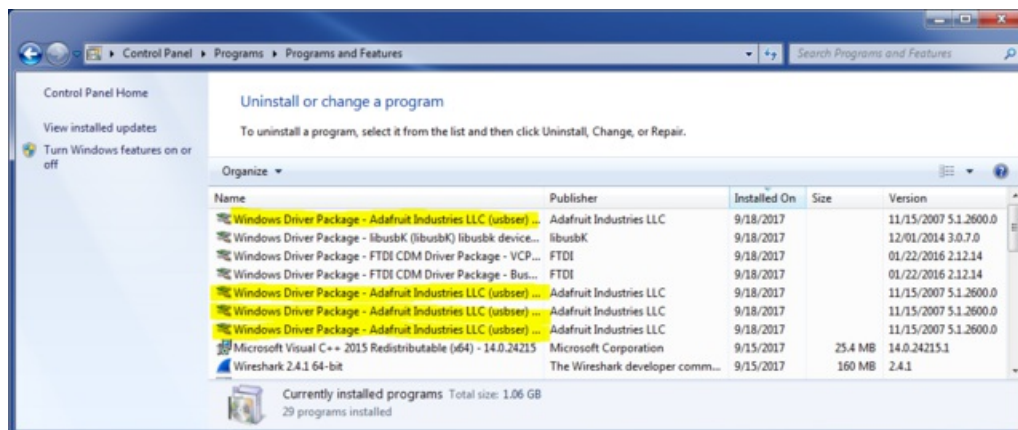 Control Panel ▸ Programs ▸ Programs and Features
Search Programs and Features
Control Panel Home
View installed updates
Turn Windows features on or
off
Uninstall or change a program
To uninstall a program, select it from the list and then click Uninstall, Change, or Repair.
Organize
Name Publisher Installed On Size Version
Windows Driver Package - Adafruit Industries LLC (usbser) ... Adafruit Industries LLC 9/18/2017 11/15/2007 5.1.2600.0
Windows Driver Package - libusbK (libusbK) libusbk device... libusbK 9/18/2017 12/01/2014 3.0.7.0
Windows Driver Package - FTDI CDM Driver Package - VCP... FTDI 9/18/2017 01/22/2016 2.12.14
Windows Driver Package - FTDI CDM Driver Package - Bus... FTDI 9/18/2017 01/22/2016 2.12.14
Windows Driver Package - Adafruit Industries LLC (usbser) ... Adafruit Industries LLC 9/18/2017 11/15/2007 5.1.2600.0
Windows Driver Package - Adafruit Industries LLC (usbser) ... Adafruit Industries LLC 9/18/2017 11/15/2007 5.1.2600.0
Windows Driver Package - Adafruit Industries LLC (usbser) ... Adafruit Industries LLC 9/18/2017 11/15/2007 5.1.2600.0
Microsoft Visual C++ 2015 Redistributable (x64) - 14.0.24215 Microsoft Corporation 9/15/2017 25.4 MB 14.0.24215.1
Wireshark 2.4.1 64-bit The Wireshark developer comm... 9/15/2017 160 MB 2.4.1
Currently installed programs Total size: 1.06 GB
29 programs installed